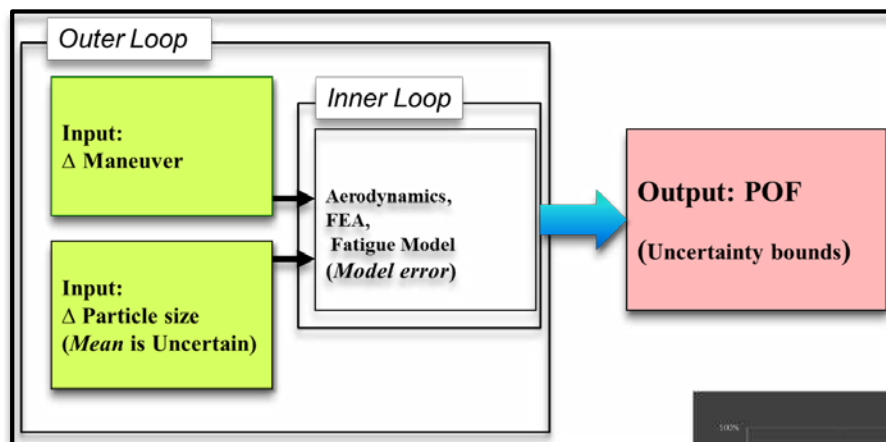 Outer Loop
Input:
Δ Maneuver
Input:
Δ Particle size
(Mean is Uncertain)
Inner Loop
Aerodynamics,
FEA,
Fatigue Model
(Model error)
Output: POF
(Uncertainty bounds)
100%